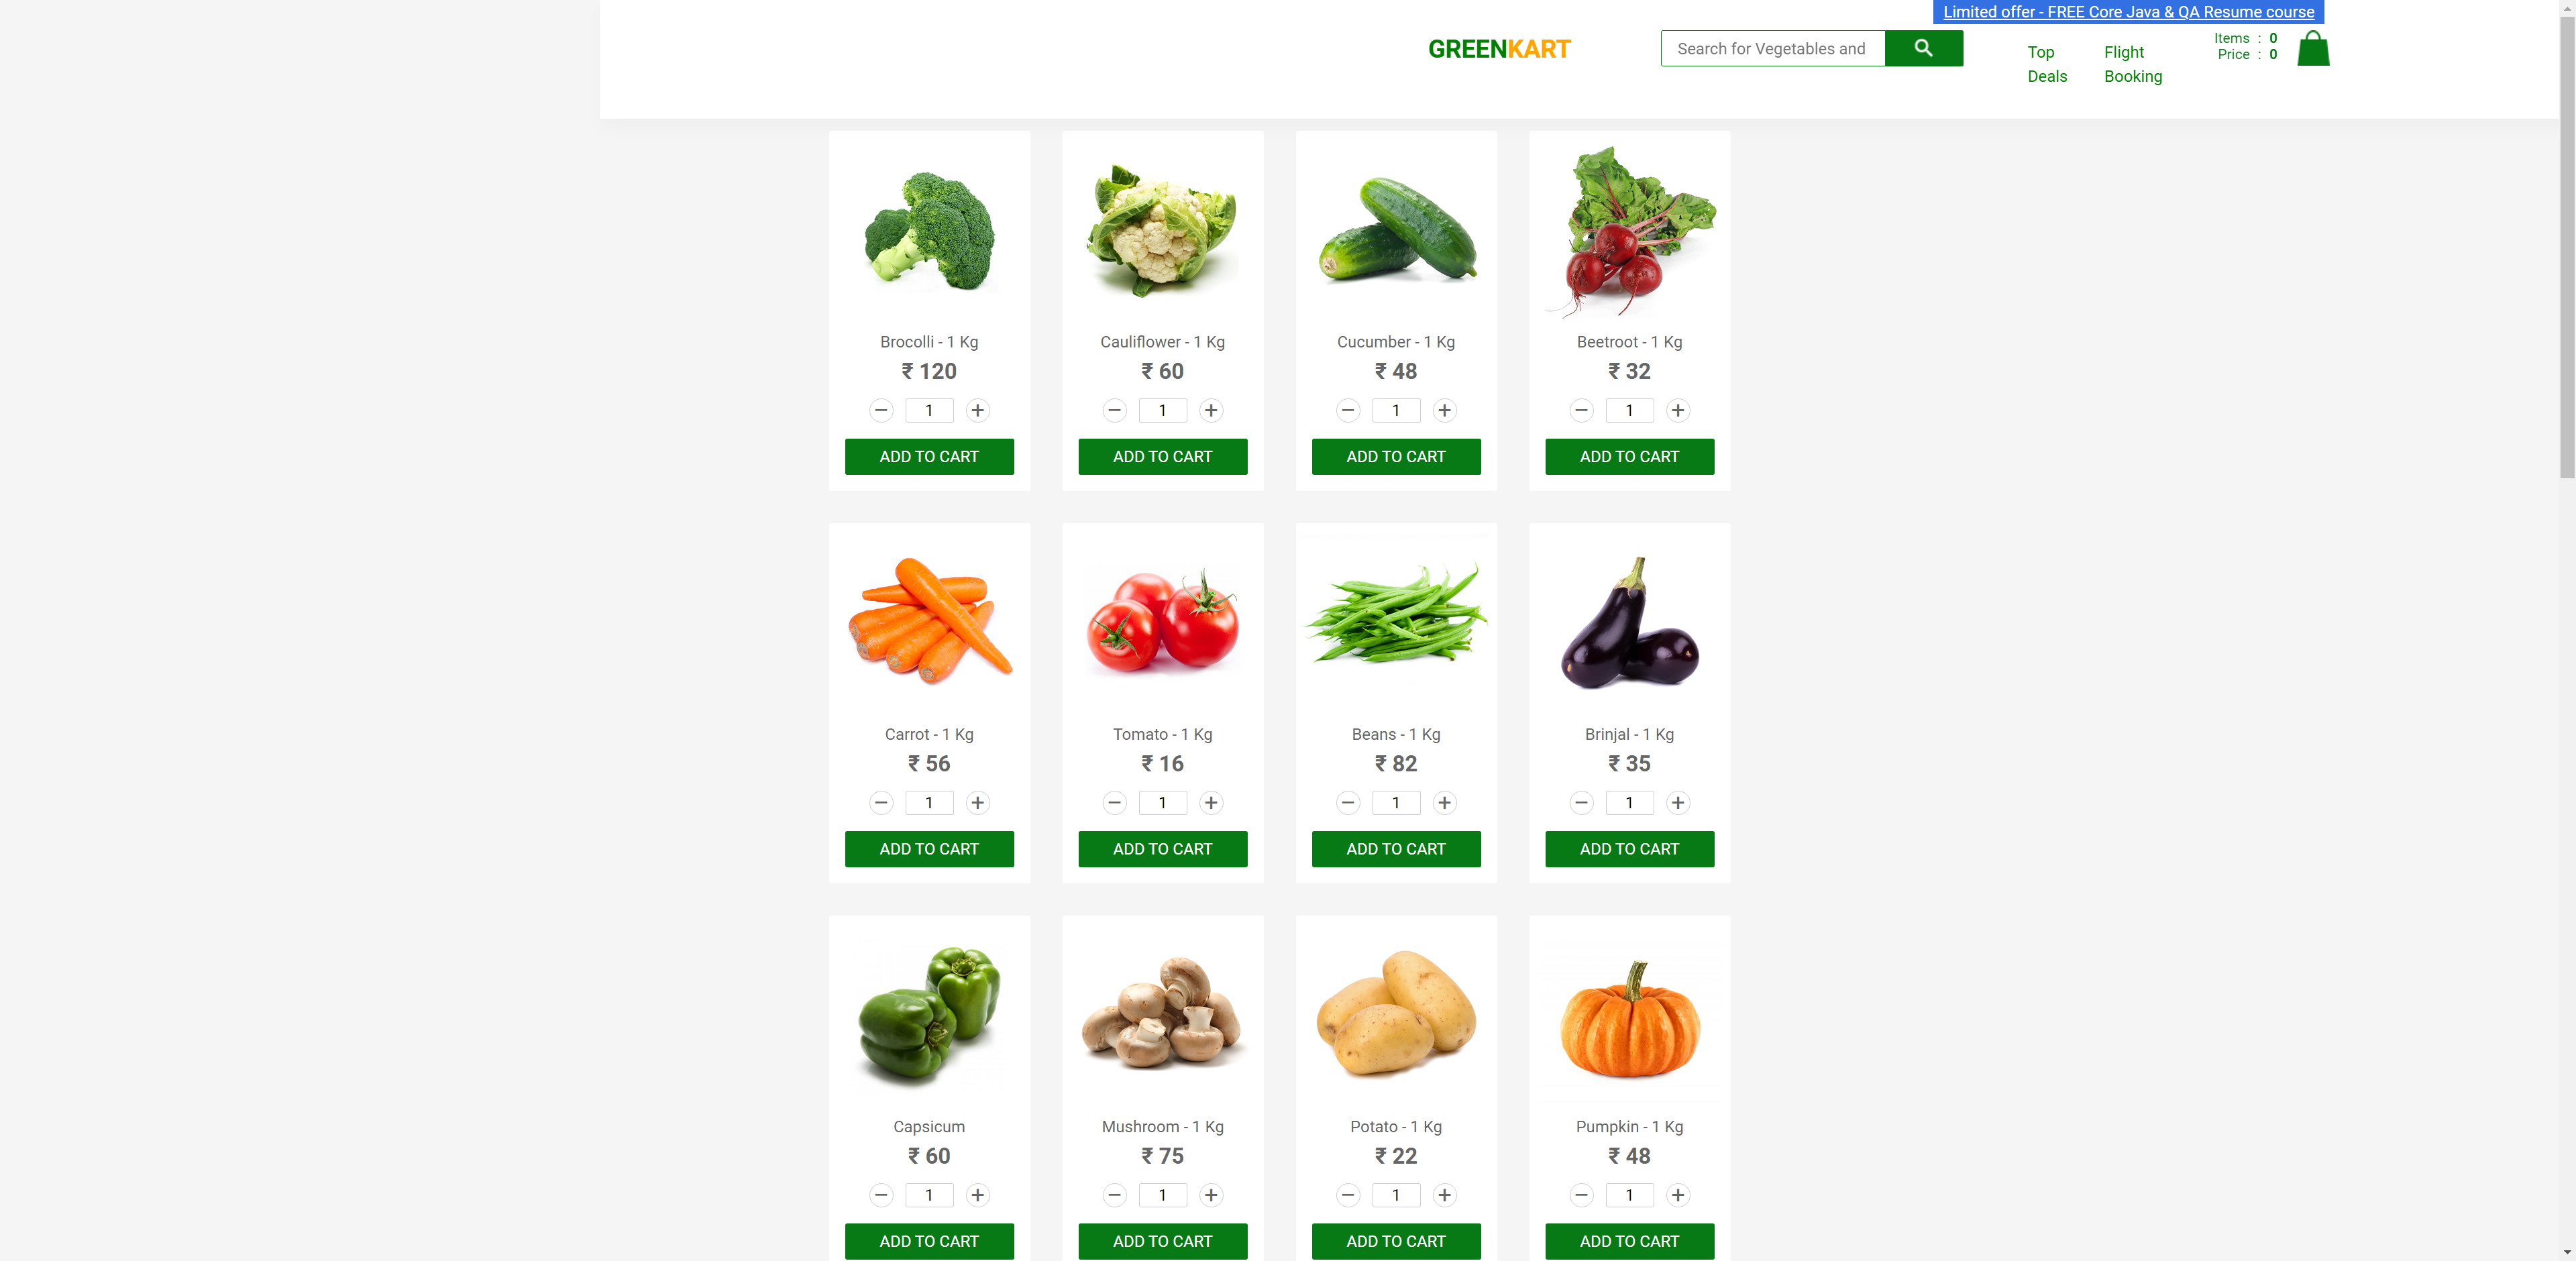 Limited offer - FREE Core Java & QA Resume course
GREENKART
Search for Vegetables and
Top Deals
Flight Booking
Items : 0
Price : 0
Brocolli - 1 Kg
₹ 120
1
ADD TO CART
Cauliflower - 1 Kg
₹ 60
1
ADD TO CART
Cucumber - 1 Kg
₹ 48
1
ADD TO CART
Beetroot - 1 Kg
₹ 32
1
ADD TO CART
Carrot - 1 Kg
₹ 56
1
ADD TO CART
Tomato - 1 Kg
₹ 16
1
ADD TO CART
Beans - 1 Kg
₹ 82
1
ADD TO CART
Brinjal - 1 Kg
₹ 35
1
ADD TO CART
Capsicum
₹ 60
1
ADD TO CART
Mushroom - 1 Kg
₹ 75
1
ADD TO CART
Potato - 1 Kg
₹ 22
1
ADD TO CART
Pumpkin - 1 Kg
₹ 48
1
ADD TO CART